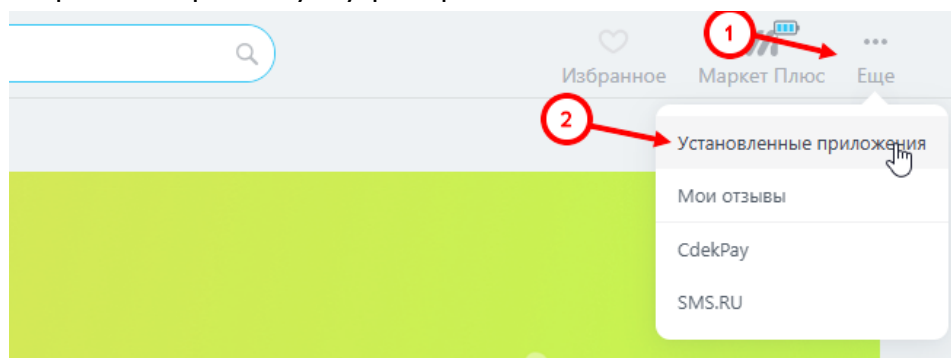 1
Избранное Маркет Плюс Еще
2
Установленные приложения
Мои отзывы
CdekPay
SMS.RU